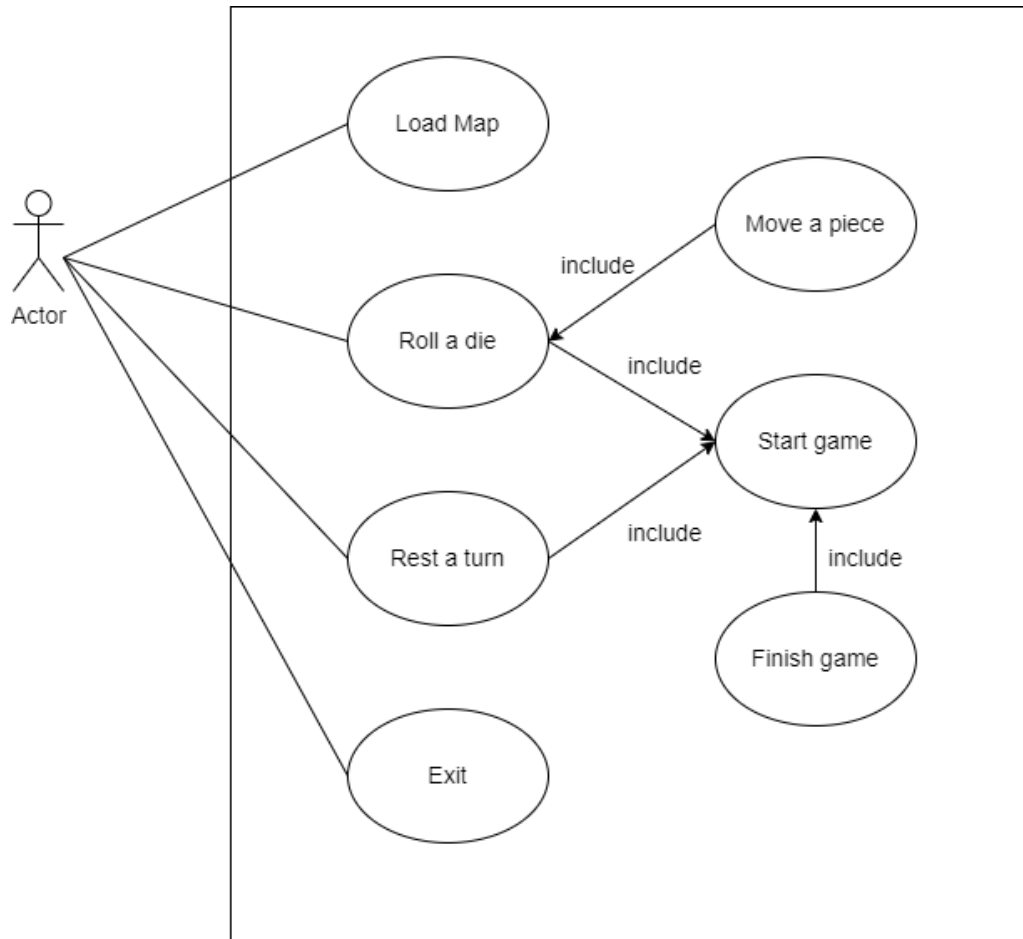 Load Map
Move a piece
include
Actor
Roll a die
include
Start game
include
Rest a turn
include
Finish game
Exit